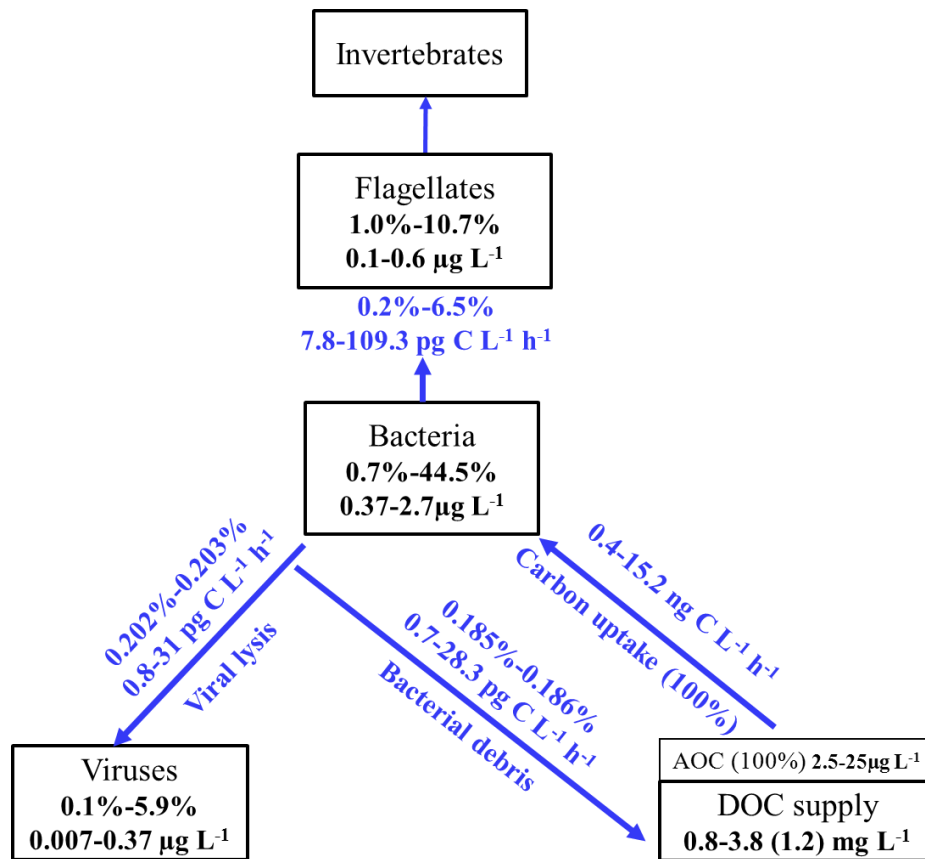 Invertebrates
Flagellates
1.0%-10.7%
0.1-0.6 µg L⁻¹
0.2%-6.5%
7.8-109.3 pg C L⁻¹ h⁻¹
Bacteria
0.7%-44.5%
0.37-2.7µg L⁻¹
0.202%-0.203%
0.8-31 pg C L⁻¹ h⁻¹
Viral lysis
0.185%-0.186%
0.7-28.3 pg C L⁻¹ h⁻¹
Bacterial debris
0.4-15.2 ng C L⁻¹ h⁻¹
Carbon uptake (100%)
Viruses
0.1%-5.9%
0.007-0.37 µg L⁻¹
AOC (100%) 2.5-25µg L⁻¹
DOC supply
0.8-3.8 (1.2) mg L⁻¹